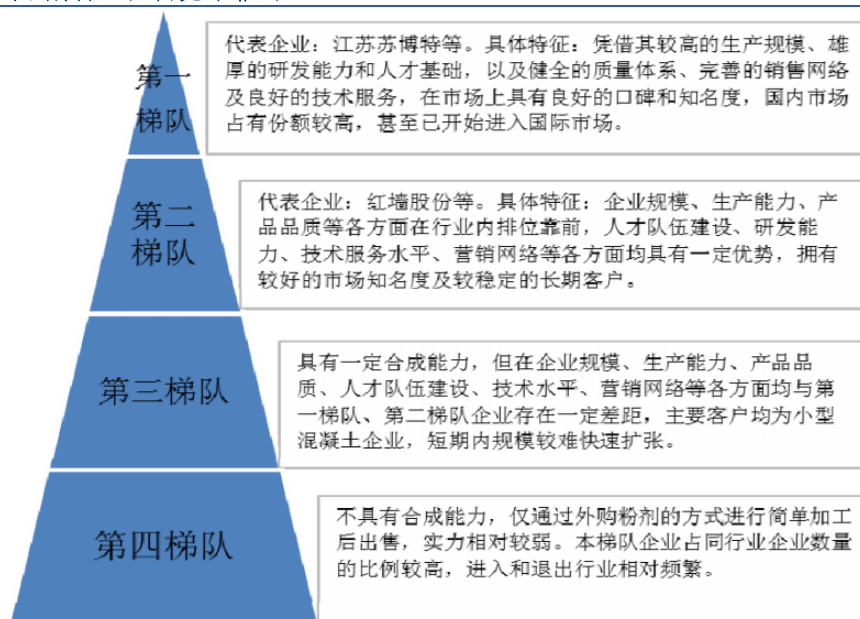 第一
梯队
代表企业：江苏苏博特等。具体特征：凭借其较高的生产规模、雄
厚的研发能力和人才基础，以及健全的质量体系、完善的销售网络
及良好的技术服务，在市场上具有良好的口碑和知名度，国内市场
占有份额较高，甚至已开始进入国际市场。
第二
梯队
代表企业：红墙股份等。具体特征：企业规模、生产能力、产
品品质等各方面在行业内排位靠前，人才队伍建设、研发能
力、技术服务水平、营销网络等各方面均具有一定优势，拥有
较好的市场知名度及较稳定的长期客户。
第三梯队
具有一定合成能力，但在企业规模、生产能力、产品品
质、人才队伍建设、技术水平、营销网络等各方面均与第
一梯队、第二梯队企业存在一定差距，主要客户均为小型
混凝土企业，短期内规模较难快速扩张。
第四梯队
不具有合成能力，仅通过外购粉剂的方式进行简单加工
后出售，实力相对较弱。本梯队企业占同行业企业数量
的比例较高，进入和退出行业相对频繁。